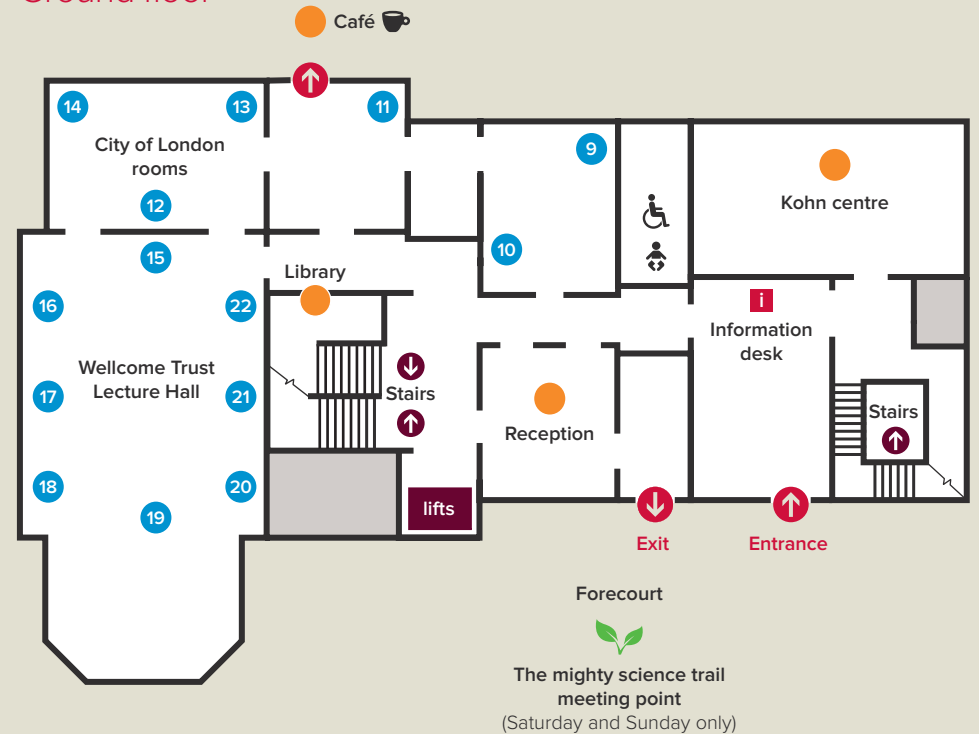 Ground floor
Café
14
13
11
City of London
rooms
9
Kohn centre
12
10
15
Library
16
22
i
Information
desk
Wellcome Trust
Lecture Hall
17
21
Stairs
Stairs
Reception
18
20
lifts
19
Exit
Entrance
Forecourt
The mighty science trail
meeting point
(Saturday and Sunday only)